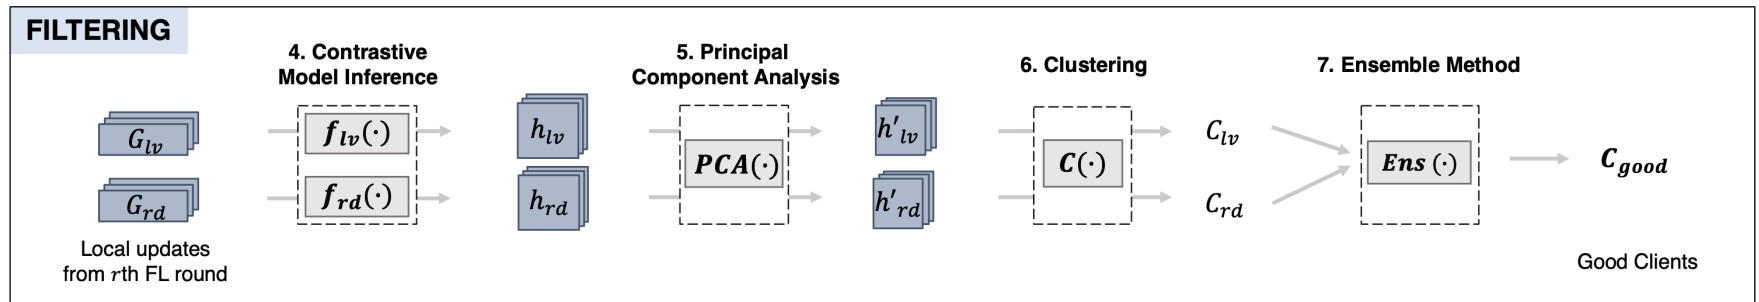 FILTERING
4. Contrastive
Model Inference
5. Principal
Component Analysis
6. Clustering
7. Ensemble Method
G_lv
f_lv(·)
h_lv
PCA(·)
h'_lv
C(·)
C_lv
Ens (·)
C_good
G_rd
f_rd(·)
h_rd
h'_rd
C_rd
Local updates
from rth FL round
Good Clients